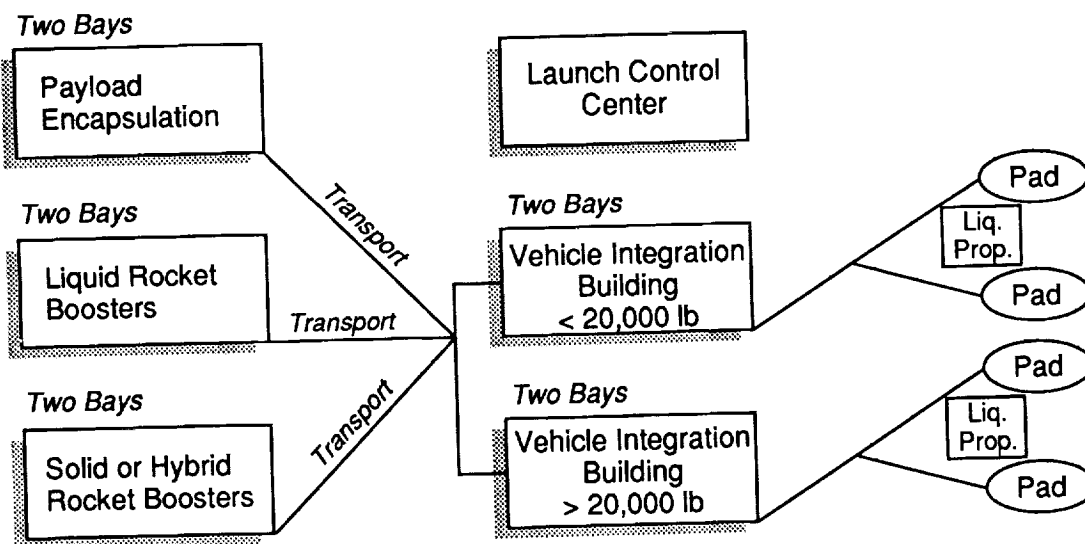 Two Bays
Payload
Encapsulation
Transport
Two Bays
Liquid Rocket
Boosters
Transport
Two Bays
Solid or Hybrid
Rocket Boosters
Transport
Launch Control
Center
Two Bays
Vehicle Integration
Building
< 20,000 lb
Pad
Liq.
Prop.
Pad
Two Bays
Vehicle Integration
Building
> 20,000 lb
Pad
Liq.
Prop.
Pad